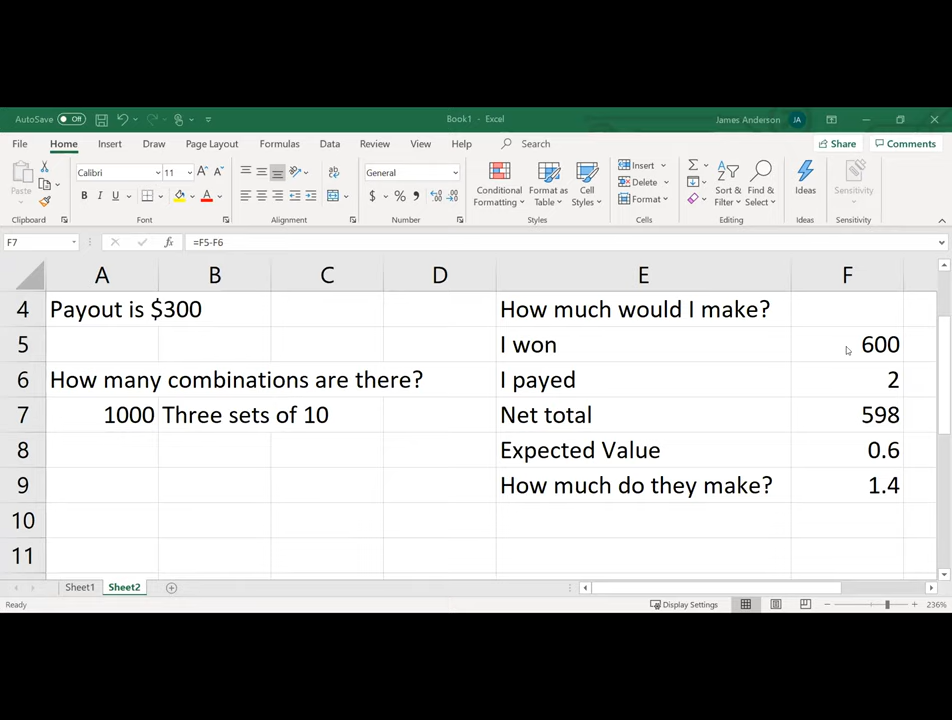 AutoSave Off Book1 - Excel James Anderson JA
File Home Insert Draw Page Layout Formulas Data Review View Help Search Share Comments
Paste Calibri 11 A A ab General Conditional Formatting Format as Table Cell Styles Insert Delete Format Sort & Filter Find & Select Ideas Sensitivity
B I U A $ % ,
Clipboard Font Alignment Number Styles Cells Editing Ideas Sensitivity
F7 fx =F5-F6
A B C D E F
4 Payout is $300 How much would I make?
5 I won 600
6 How many combinations are there? I payed 2
7 1000 Three sets of 10 Net total 598
8 Expected Value 0.6
9 How much do they make? 1.4
10
11
Sheet1 Sheet2
Ready Display Settings 236%